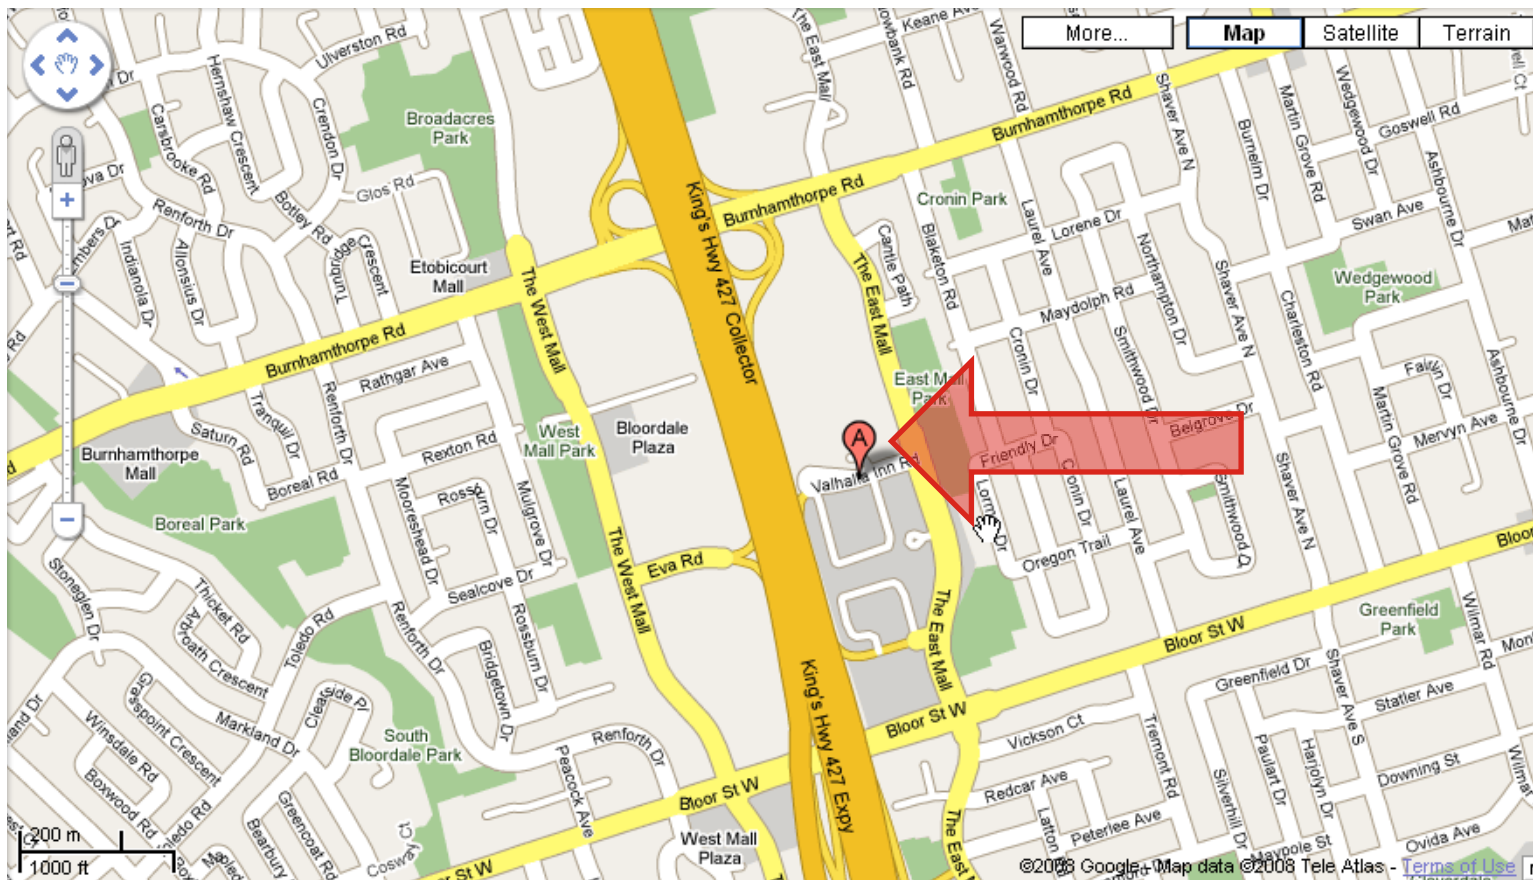 More...
Map
Satellite
Terrain
Keane Ave
Ulverston Rd
The East Mall
Warwood Rd
Hernshaw Crescent
Crendon Dr
Carsbrooke Rd
Broadacres
Park
Burnhamthorpe Rd
Shaver Ave N
Martin Grove Rd
Wedgewood Dr
Goswell Rd
Burnelm Dr
Ashbourne Dr
Glos Rd
Botley Rd
Renforth Dr
King's Hwy 427 Collector
Burnhamthorpe Rd
Cronin Park
Laurel Ave
Lorene Dr
Swan Ave
Blaketon Rd
Cantle Path
Northampton Dr
Indianola Dr
Allonsius Dr
Tunbridge
Crescent
Etobicourt
Mall
The West Mall
The East Mall
Shaver Ave N
Wedgewood
Park
Maydolph Rd
Charleston Rd
Burnhamthorpe Rd
Rathgar Ave
Cronin Dr
Smithwood Dr
East Mall
Park
Ashbourne Dr
Tranquil Dr
Renforth Dr
Saturn Rd
Burnhamthorpe
Mall
Boreal Rd
Rexton Rd
West
Mall Park
Bloordale
Plaza
A
Valhalla Inn Rd
Friendly Dr
Belgrove Dr
Martin Grove Rd
Mervyn Ave
Cronin Dr
Laurel Ave
Smithwood Dr
Shaver Ave N
Boreal Park
Mooreshead Dr
Rossburn Dr
Mulgrove Dr
Oregon Trail
Stoneglen Dr
Thicket Rd
Arbroath Crescent
Toledo Rd
Sealcove Dr
Eva Rd
The West Mall
Renforth Dr
Rossburn Dr
Bridgetown Dr
The East Mall
Bloor St W
Greenfield
Park
Wilmar Rd
Greenfield Dr
Shaver Ave S
Statler Ave
Grasspoint Crescent
Winsdale Rd
Boxwood Rd
Markland Dr
South
Bloordale Park
Renforth Dr
Peacock Ave
King's Hwy 427 Expy
Bloor St W
Vickson Ct
Tremont Rd
Paulart Dr
Harjolyn Dr
Downing St
Silverhill Dr
Redcar Ave
Peterlee Ave
Bloor St W
West Mall
Plaza
Greencoat Rd
Ovida Ave
Maypole St
200 m
1000 ft
©2008 Google - Map data ©2008 Tele Atlas - Terms of Use